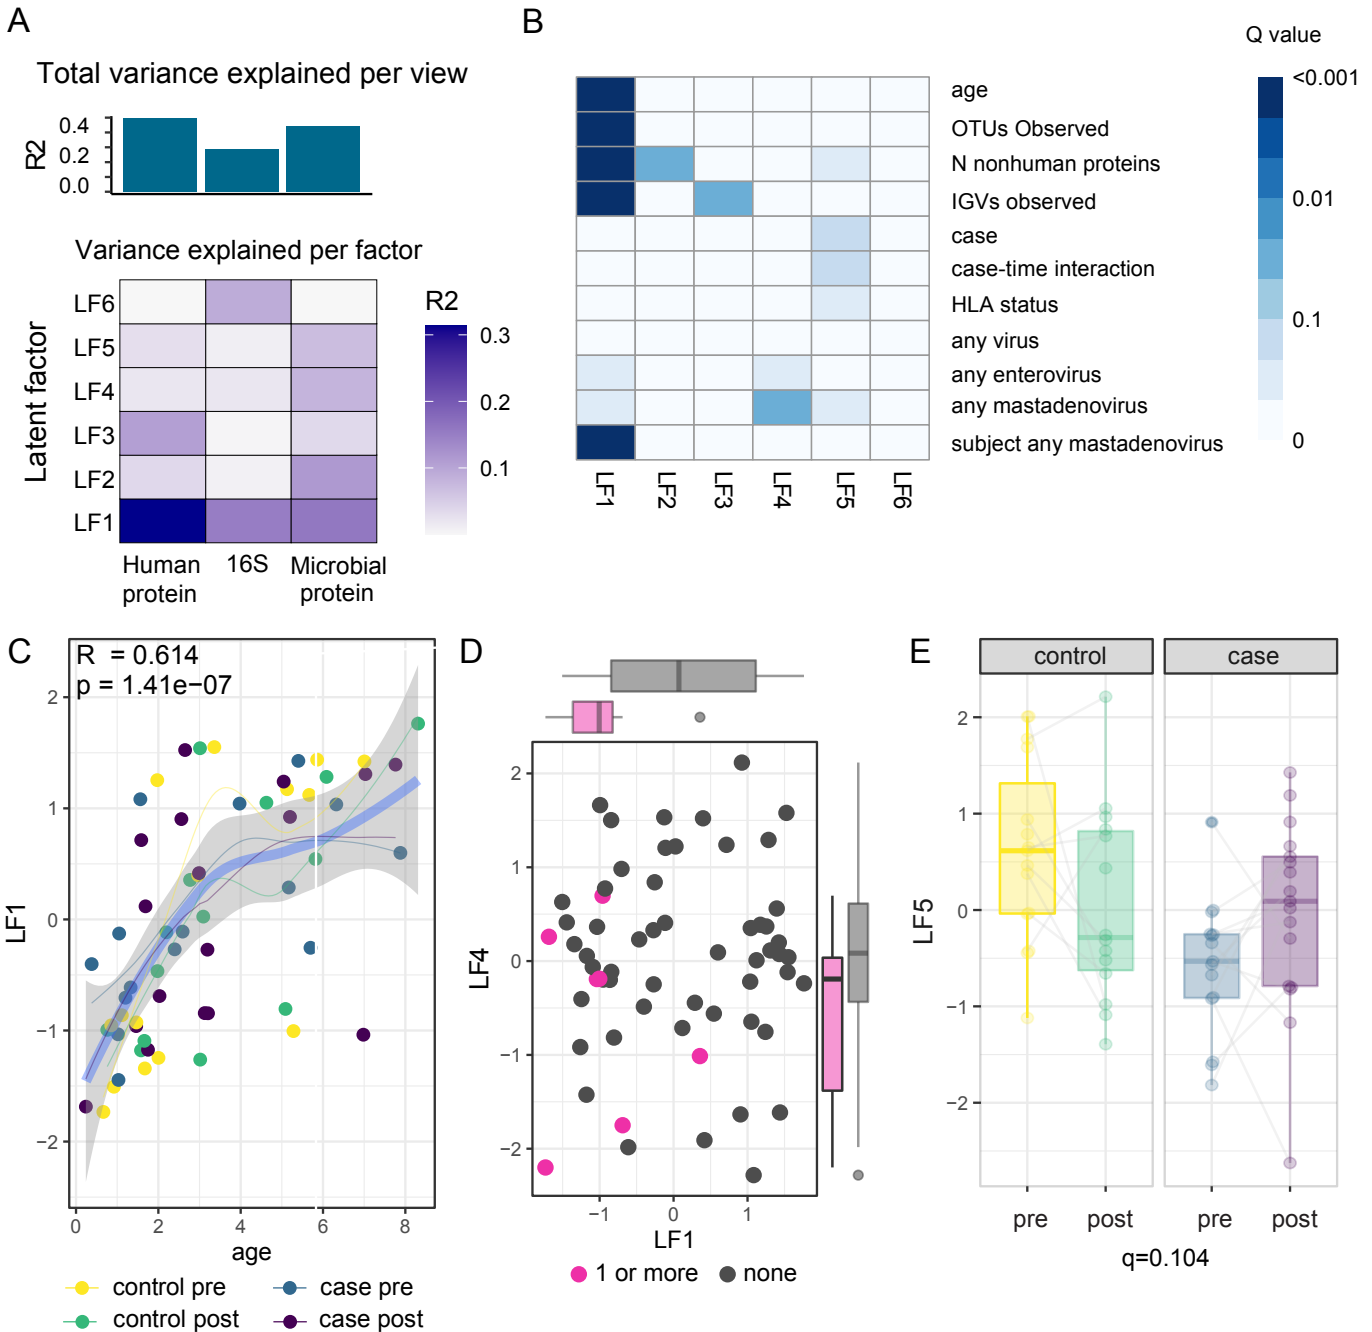 A
Total variance explained per view
R2
0.4
0.2
0.0
Variance explained per factor
Latent factor
LF6
LF5
LF4
LF3
LF2
LF1
Human protein
16S
Microbial protein
R2
0.3
0.2
0.1
B
Q value
<0.001
0.01
0.1
0
age
OTUs Observed
N nonhuman proteins
IGVs observed
case
case-time interaction
HLA status
any virus
any enterovirus
any mastadenovirus
subject any mastadenovirus
LF1
LF2
LF3
LF4
LF5
LF6
C
R = 0.614
p = 1.41e−07
LF1
2
1
0
−1
−2
0
2
4
6
8
age
control pre
case pre
control post
case post
D
LF4
2
1
0
−1
−2
−1
0
1
LF1
1 or more
none
E
control
case
LF5
2
1
0
−1
−2
pre
post
pre
post
q=0.104